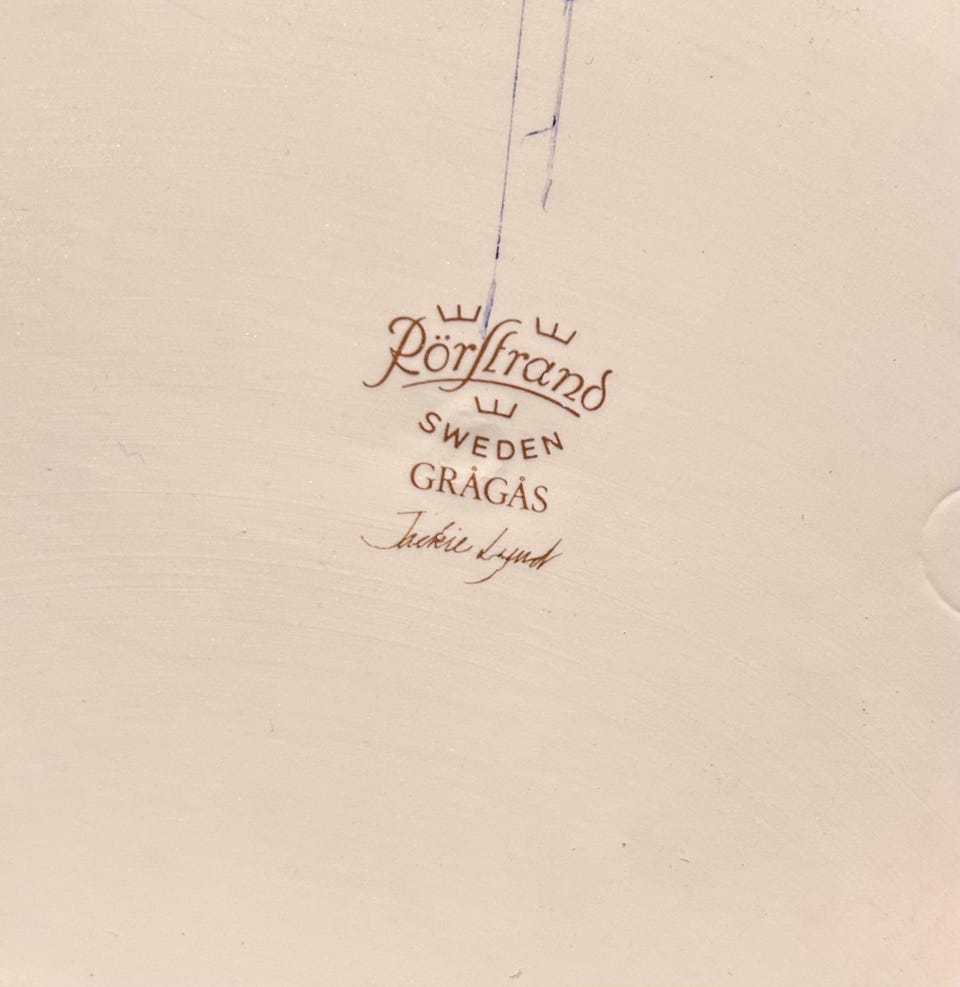 Rörstrand
SWEDEN
GRÅGÅS
Jackie Lynd